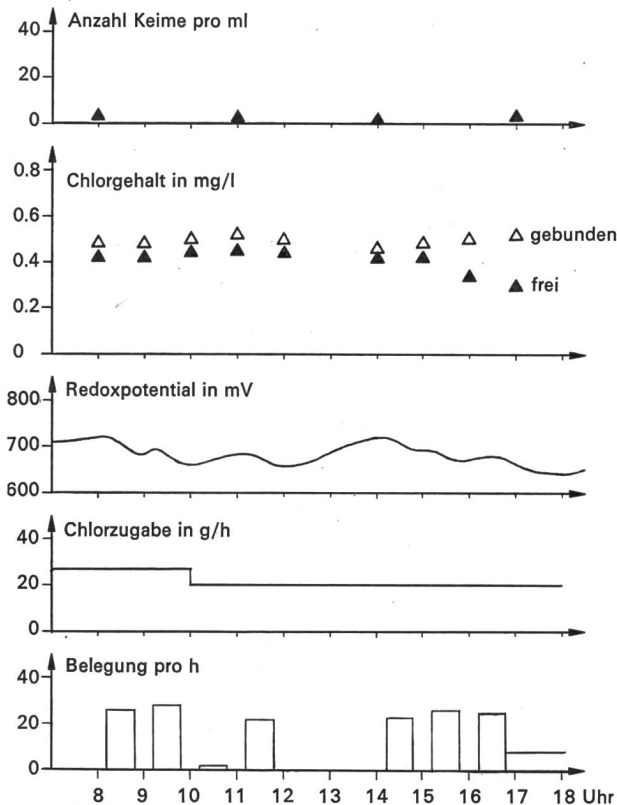 Anzahl Keime pro ml
40
20
0
Chlorgehalt in mg/l
0.8
0.6
0.4
0.2
0
gebunden
frei
Redoxpotential in mV
800
700
600
Chlorzugabe in g/h
40
20
0
Belegung pro h
40
20
0
8 9 10 11 12 13 14 15 16 17 18 Uhr